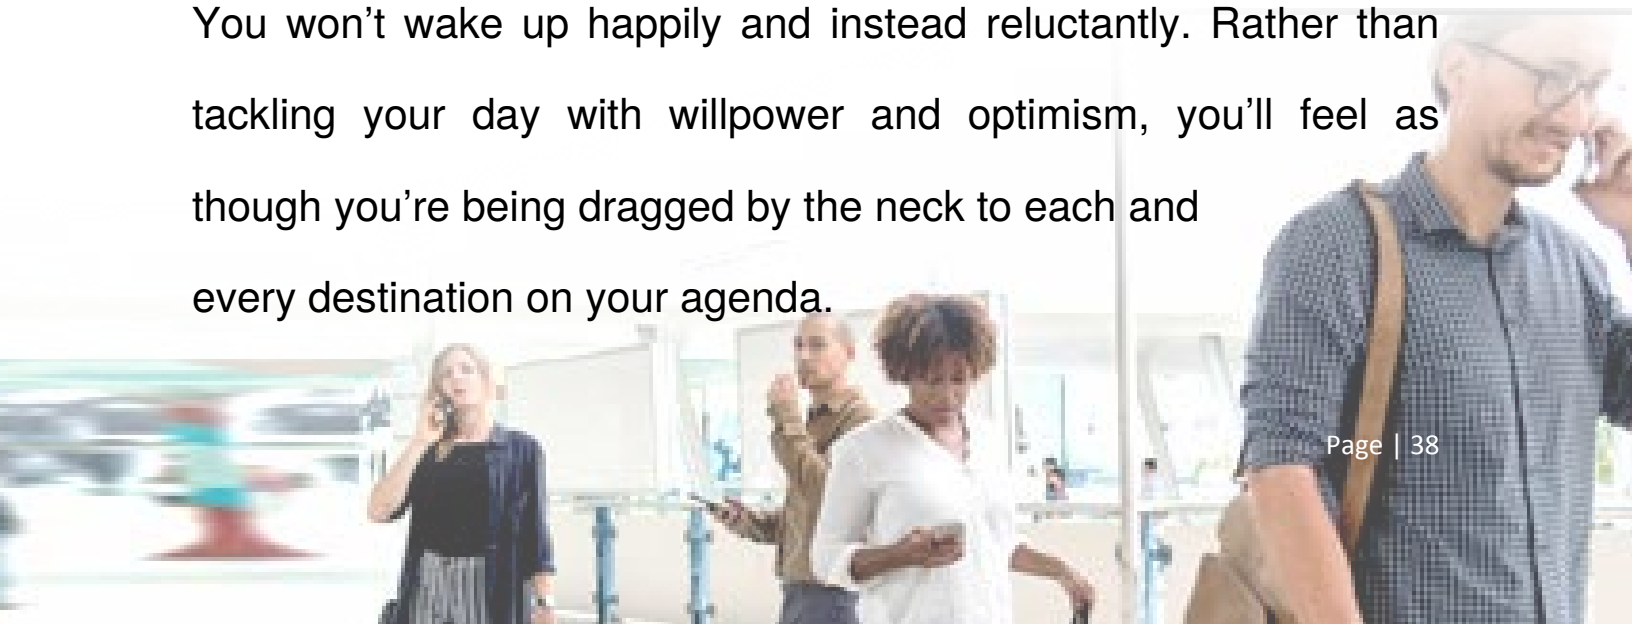 You won’t wake up happily and instead reluctantly. Rather than
tackling your day with willpower and optimism, you’ll feel as
though you’re being dragged by the neck to each and
every destination on your agenda.
Page | 38